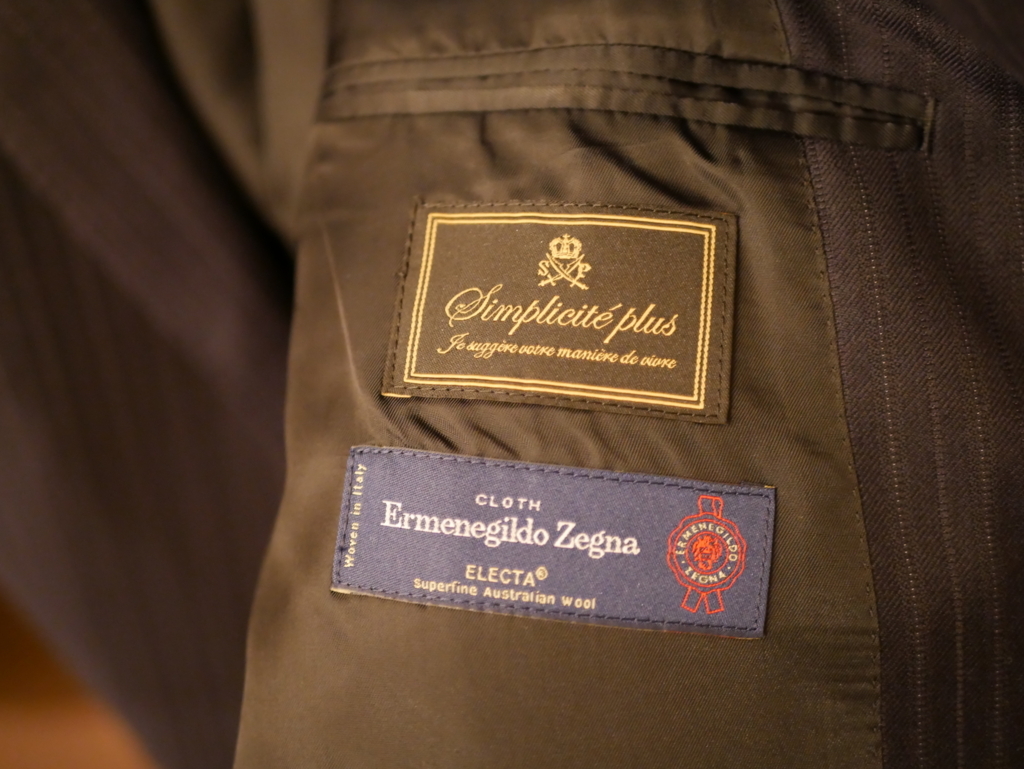 S P
Simplicité plus
Je suggère votre manière de vivre
Woven in Italy
CLOTH
Ermenegildo Zegna
ELECTA®
Superfine Australian Wool
ERMENEGILDO
ZEGNA